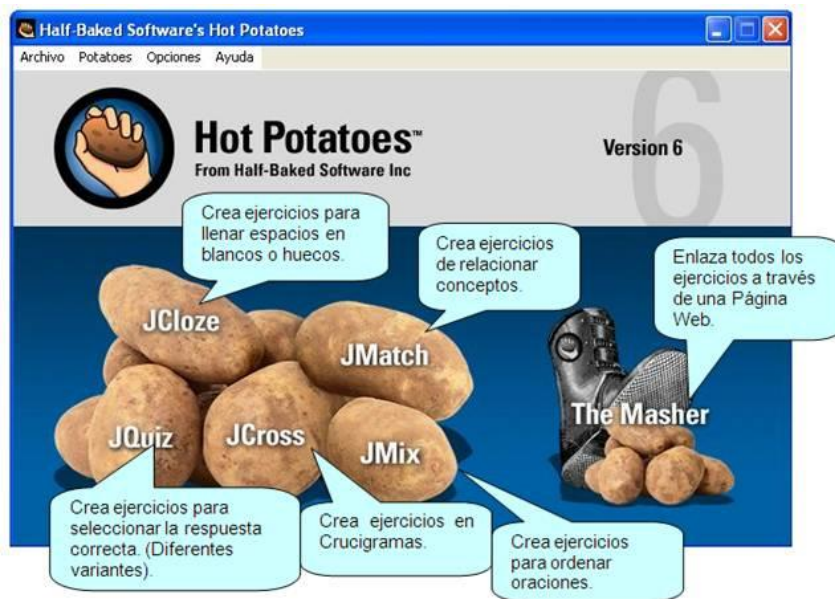 Half-Baked Software's Hot Potatoes
Archivo Potatoes Opciones Ayuda
6
Hot Potatoes™
From Half-Baked Software Inc
Version 6
Crea ejercicios para
llenar espacios en
blancos o huecos.
Crea ejercicios
de relacionar
conceptos.
Enlaza todos los
ejercicios a través
de una Página
Web.
JCloze
JMatch
The Masher
JQuiz
JCross
JMix
Crea ejercicios para
seleccionar la respuesta
correcta. (Diferentes
variantes).
Crea ejercicios en
Crucigramas.
Crea ejercicios
para ordenar
oraciones.